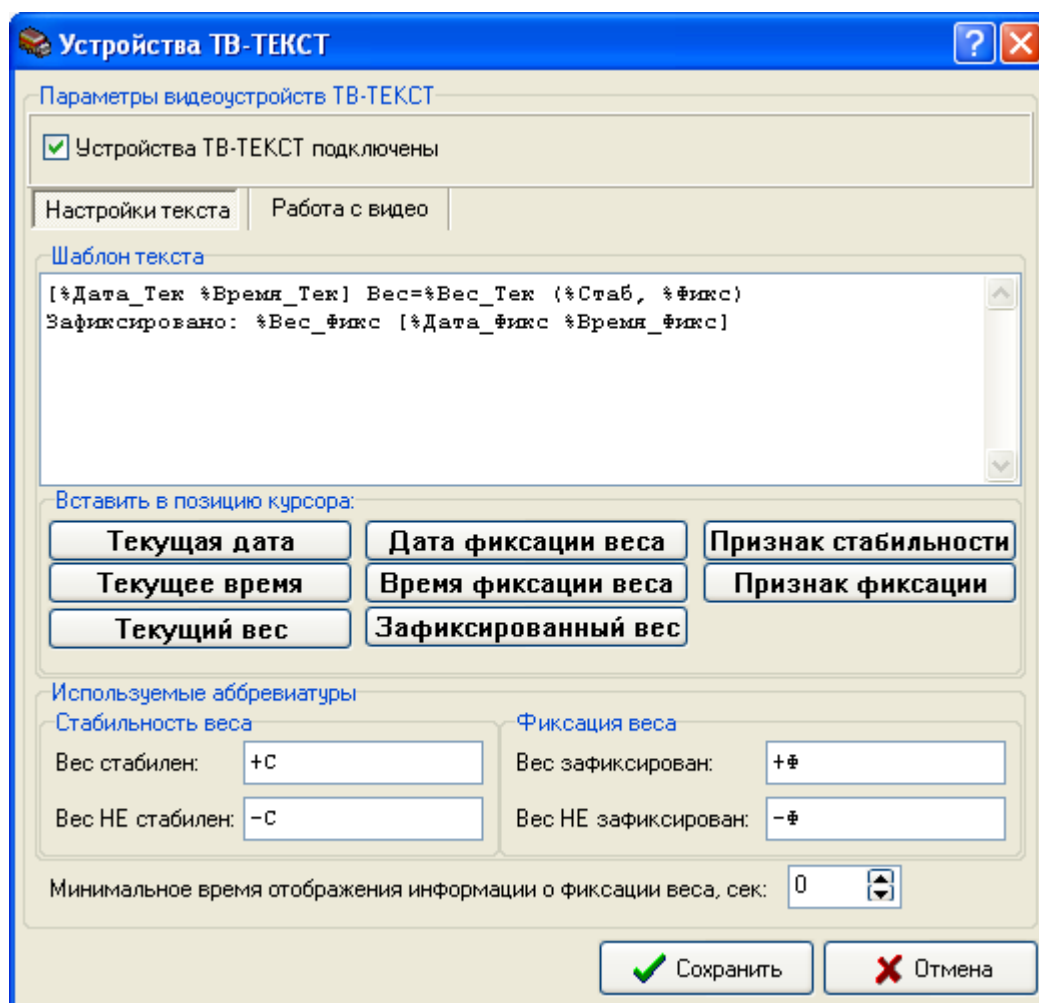 Устройства ТВ-ТЕКСТ
Параметры видеоустройств ТВ-ТЕКСТ
Устройства ТВ-ТЕКСТ подключены
Настройки текста Работа с видео
Шаблон текста
[%Дата_Тек %Время_Тек] Вес=%Вес_Тек (%Стаб, %Фикс)
Зафиксировано: %Вес_Фикс [%Дата_Фикс %Время_Фикс]
Вставить в позицию курсора:
Текущая дата Дата фиксации веса Признак стабильности
Текущее время Время фиксации веса Признак фиксации
Текущий вес Зафиксированный вес
Используемые аббревиатуры
Стабильность веса Фиксация веса
Вес стабилен: +С Вес зафиксирован: +Ф
Вес НЕ стабилен: -С Вес НЕ зафиксирован: -Ф
Минимальное время отображения информации о фиксации веса, сек: 0
Сохранить Отмена